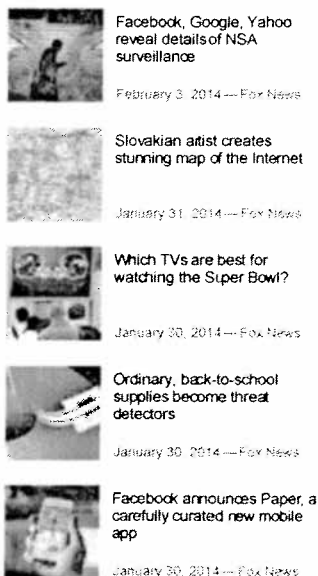 Facebook, Google, Yahoo
reveal details of NSA
surveillance
February 3, 2014 — Fox News
Slovakian artist creates
stunning map of the Internet
January 31, 2014 — Fox News
Which TVs are best for
watching the Super Bowl?
January 30, 2014 — Fox News
Ordinary, back-to-school
supplies become threat
detectors
January 30, 2014 — Fox News
Facebook announces Paper, a
carefully curated new mobile
app
January 30, 2014 — Fox News